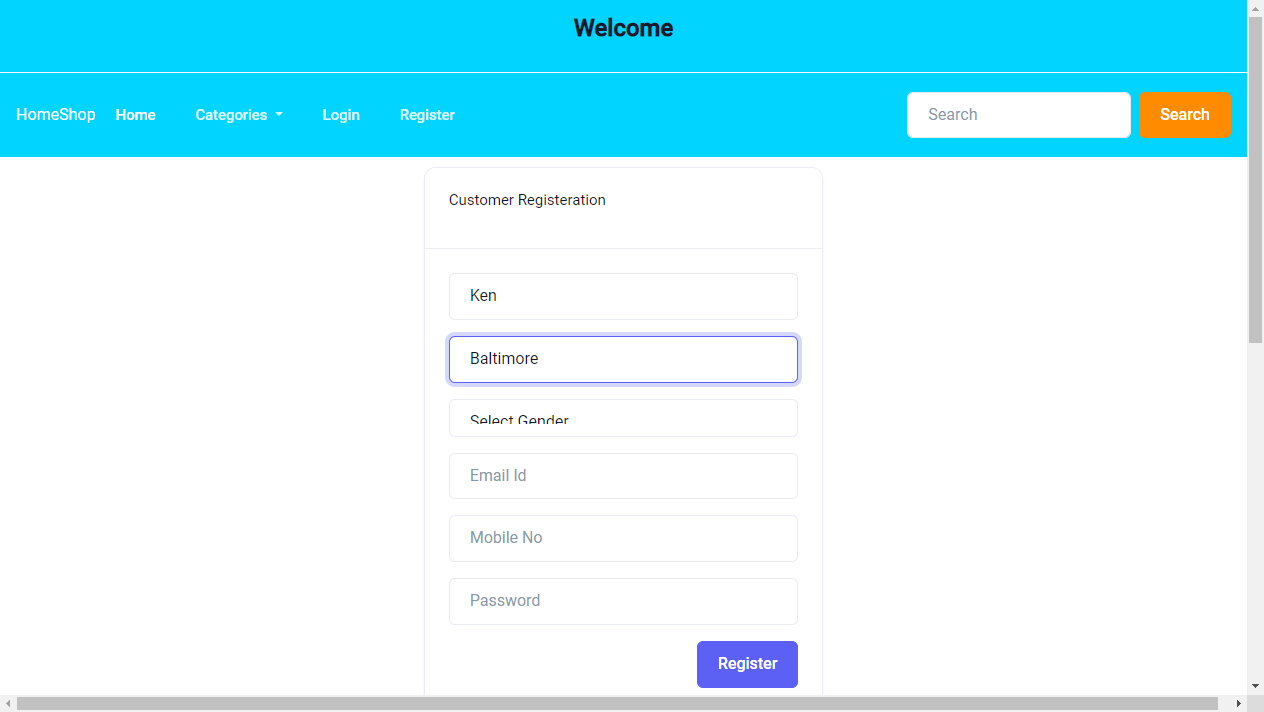 Welcome
HomeShop Home Categories Login Register Search Search
Customer Registeration
Ken
Baltimore
Select Gender
Email Id
Mobile No
Password
Register